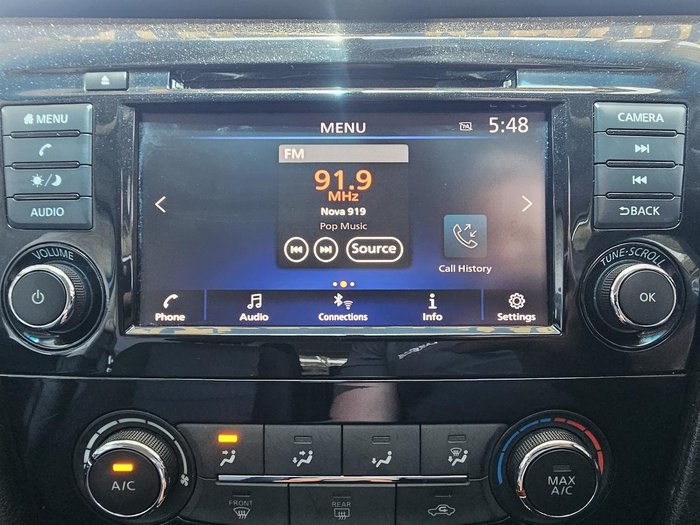 MENU
AUDIO
VOLUME
MENU
TA
5:48
FM
91.9
MHz
Nova 919
Pop Music
Source
Call History
Phone
Audio
Connections
Info
Settings
CAMERA
BACK
TUNE·SCROLL
OK
A/C
FRONT
REAR
MAX
A/C